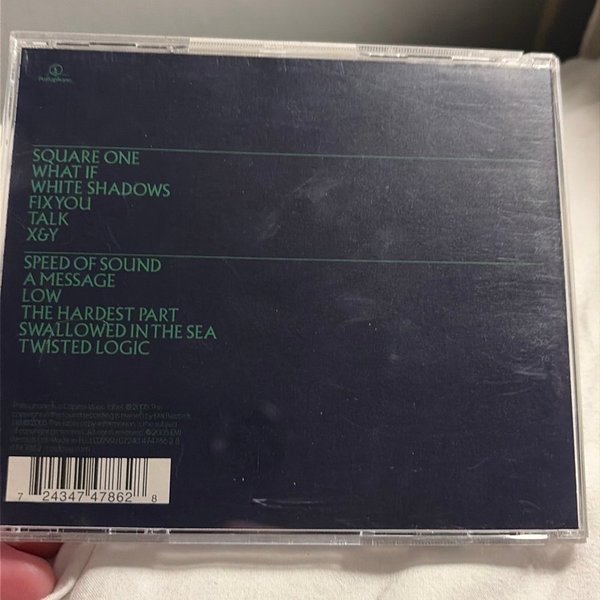 Parlophone
SQUARE ONE
WHAT IF
WHITE SHADOWS
FIX YOU
TALK
X&Y
SPEED OF SOUND
A MESSAGE
LOW
THE HARDEST PART
SWALLOWED IN THE SEA
TWISTED LOGIC
7 24347 47862 8